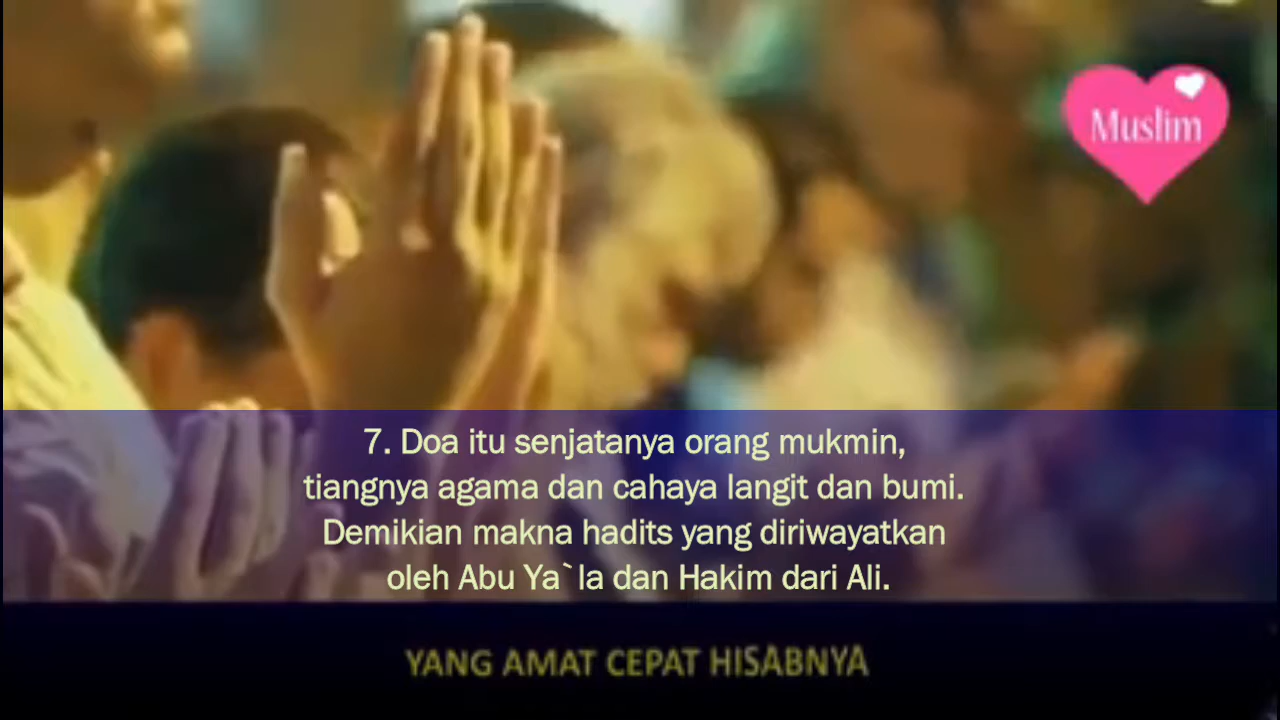 Muslim
7. Doa itu senjatanya orang mukmin,
tiangnya agama dan cahaya langit dan bumi.
Demikian makna hadits yang diriwayatkan
oleh Abu Ya`la dan Hakim dari Ali.
YANG AMAT CEPAT HISABNYA